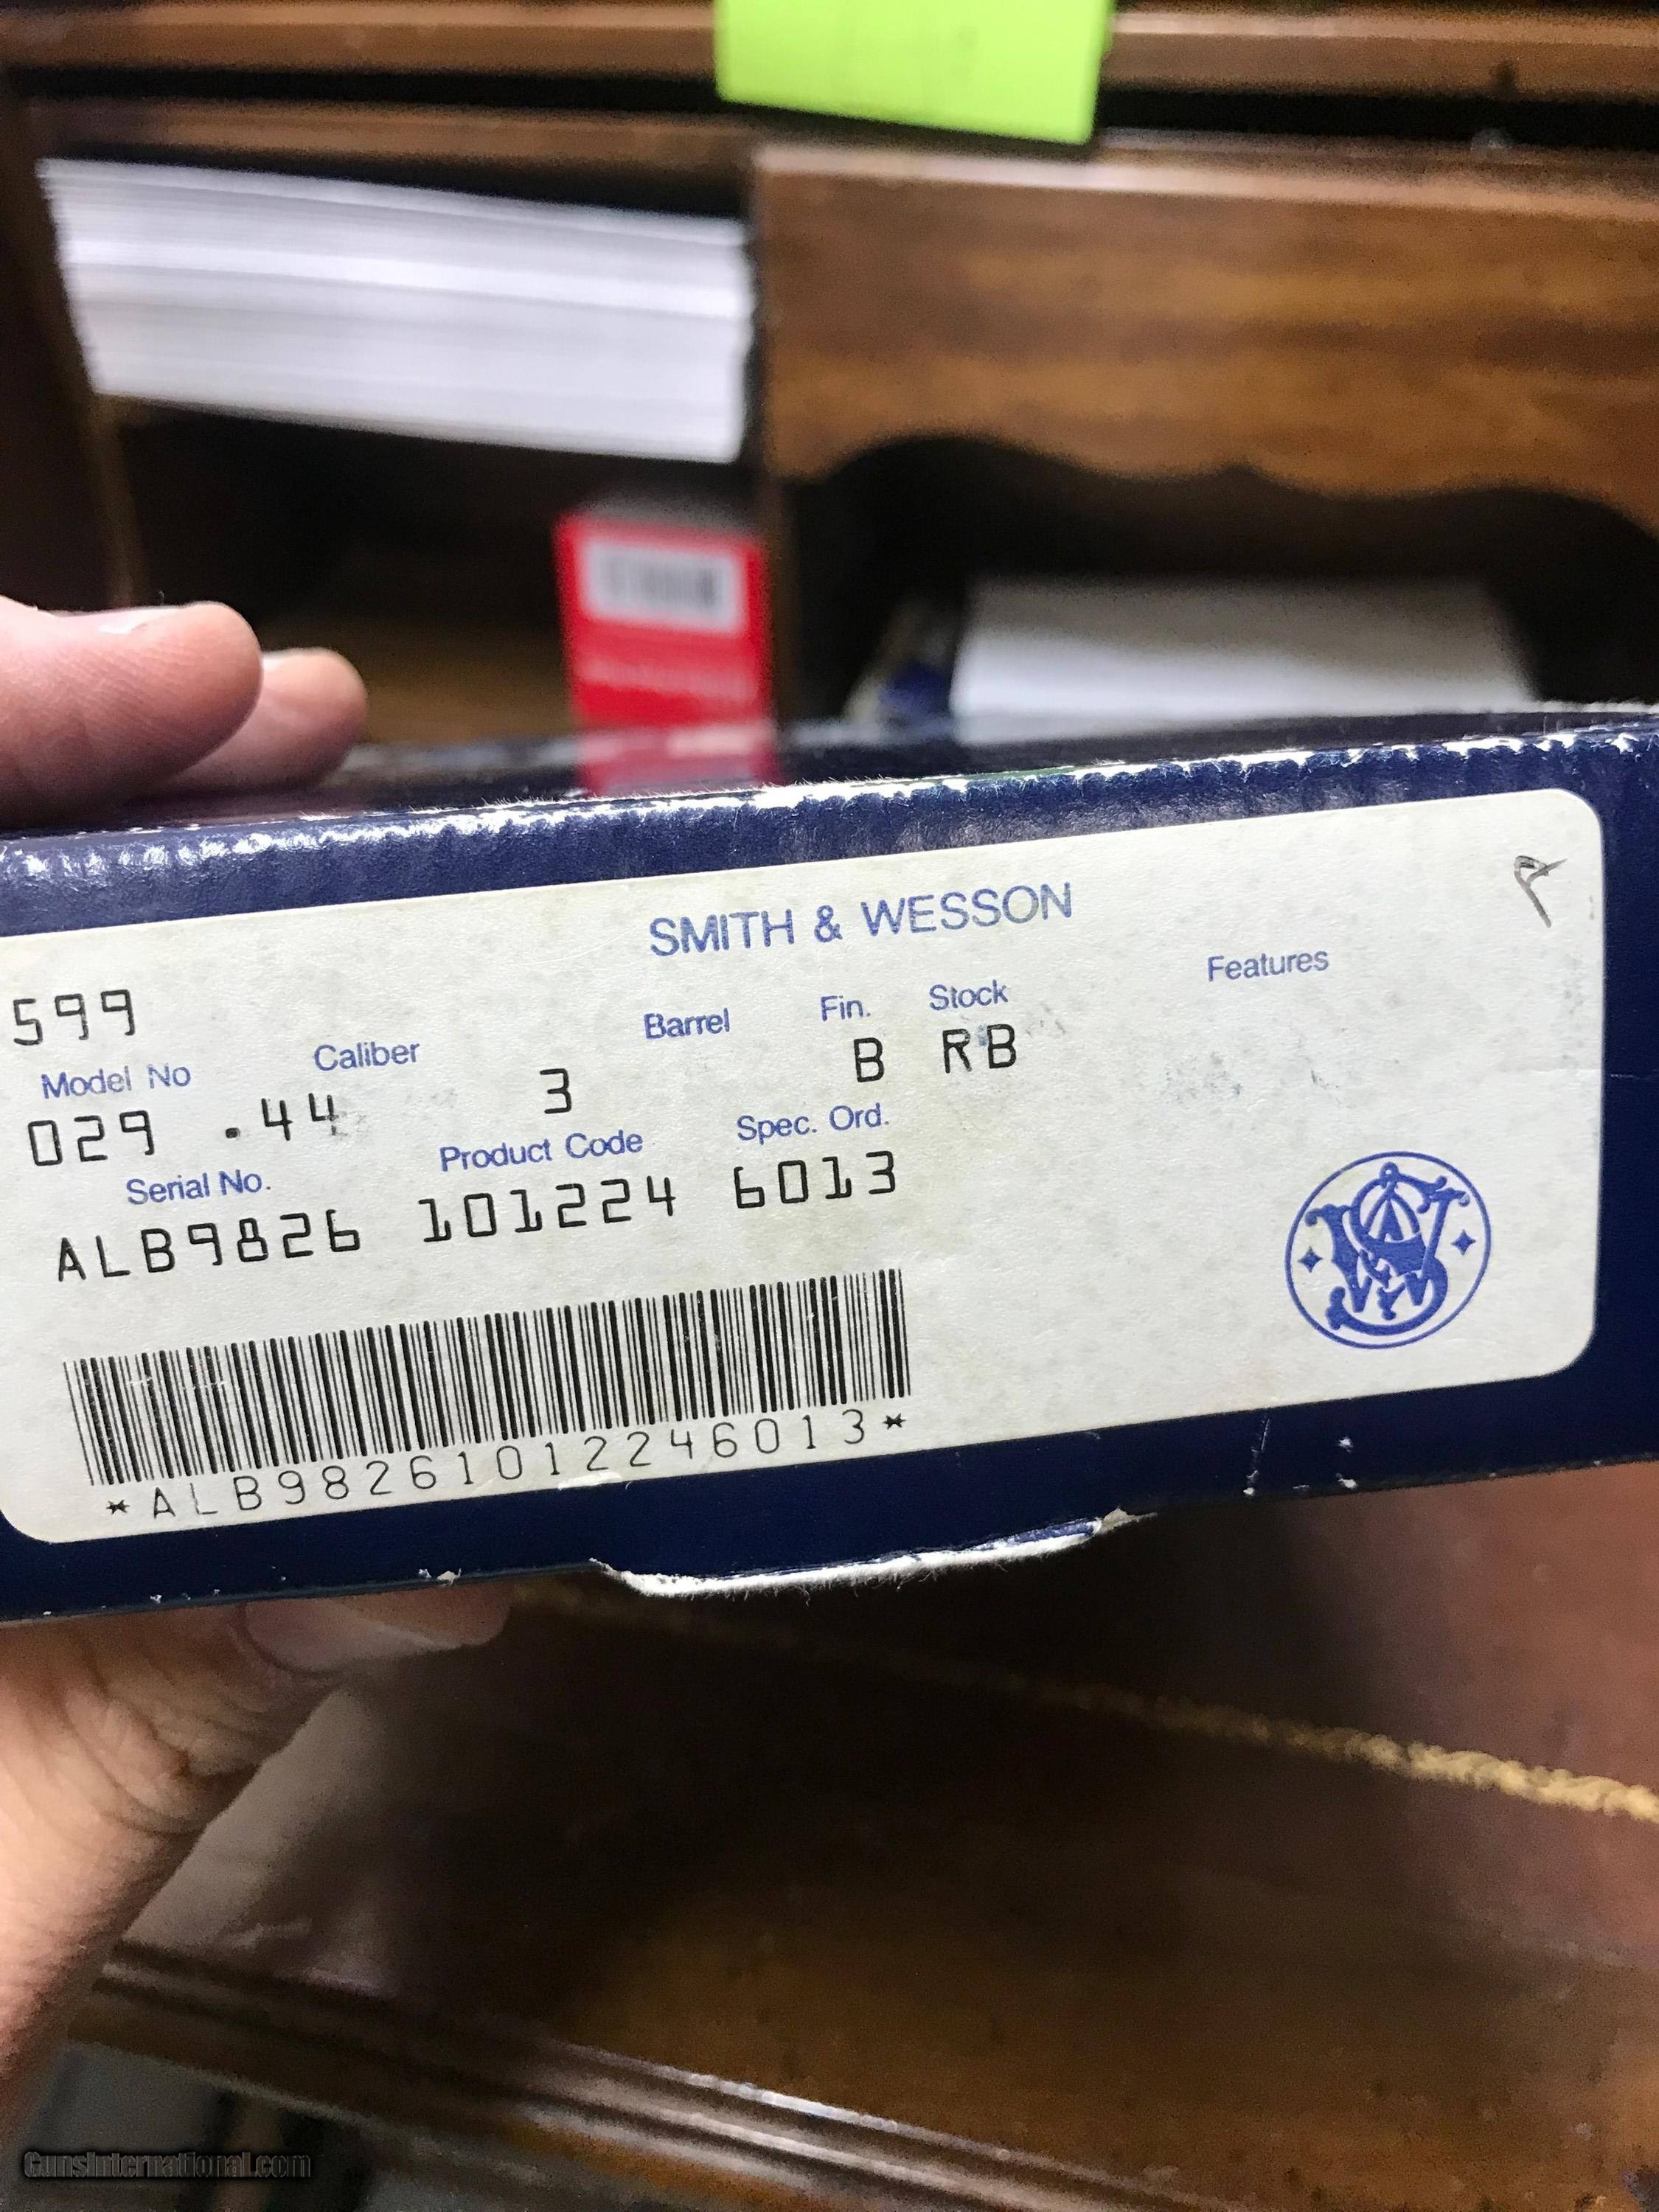 SMITH & WESSON
599
Model No Caliber Barrel Fin. Stock Features
029 .44 3 B RB
Serial No. Product Code Spec. Ord.
ALB9826 101224 6013
*ALB98261012246013*
GunsInternational.com